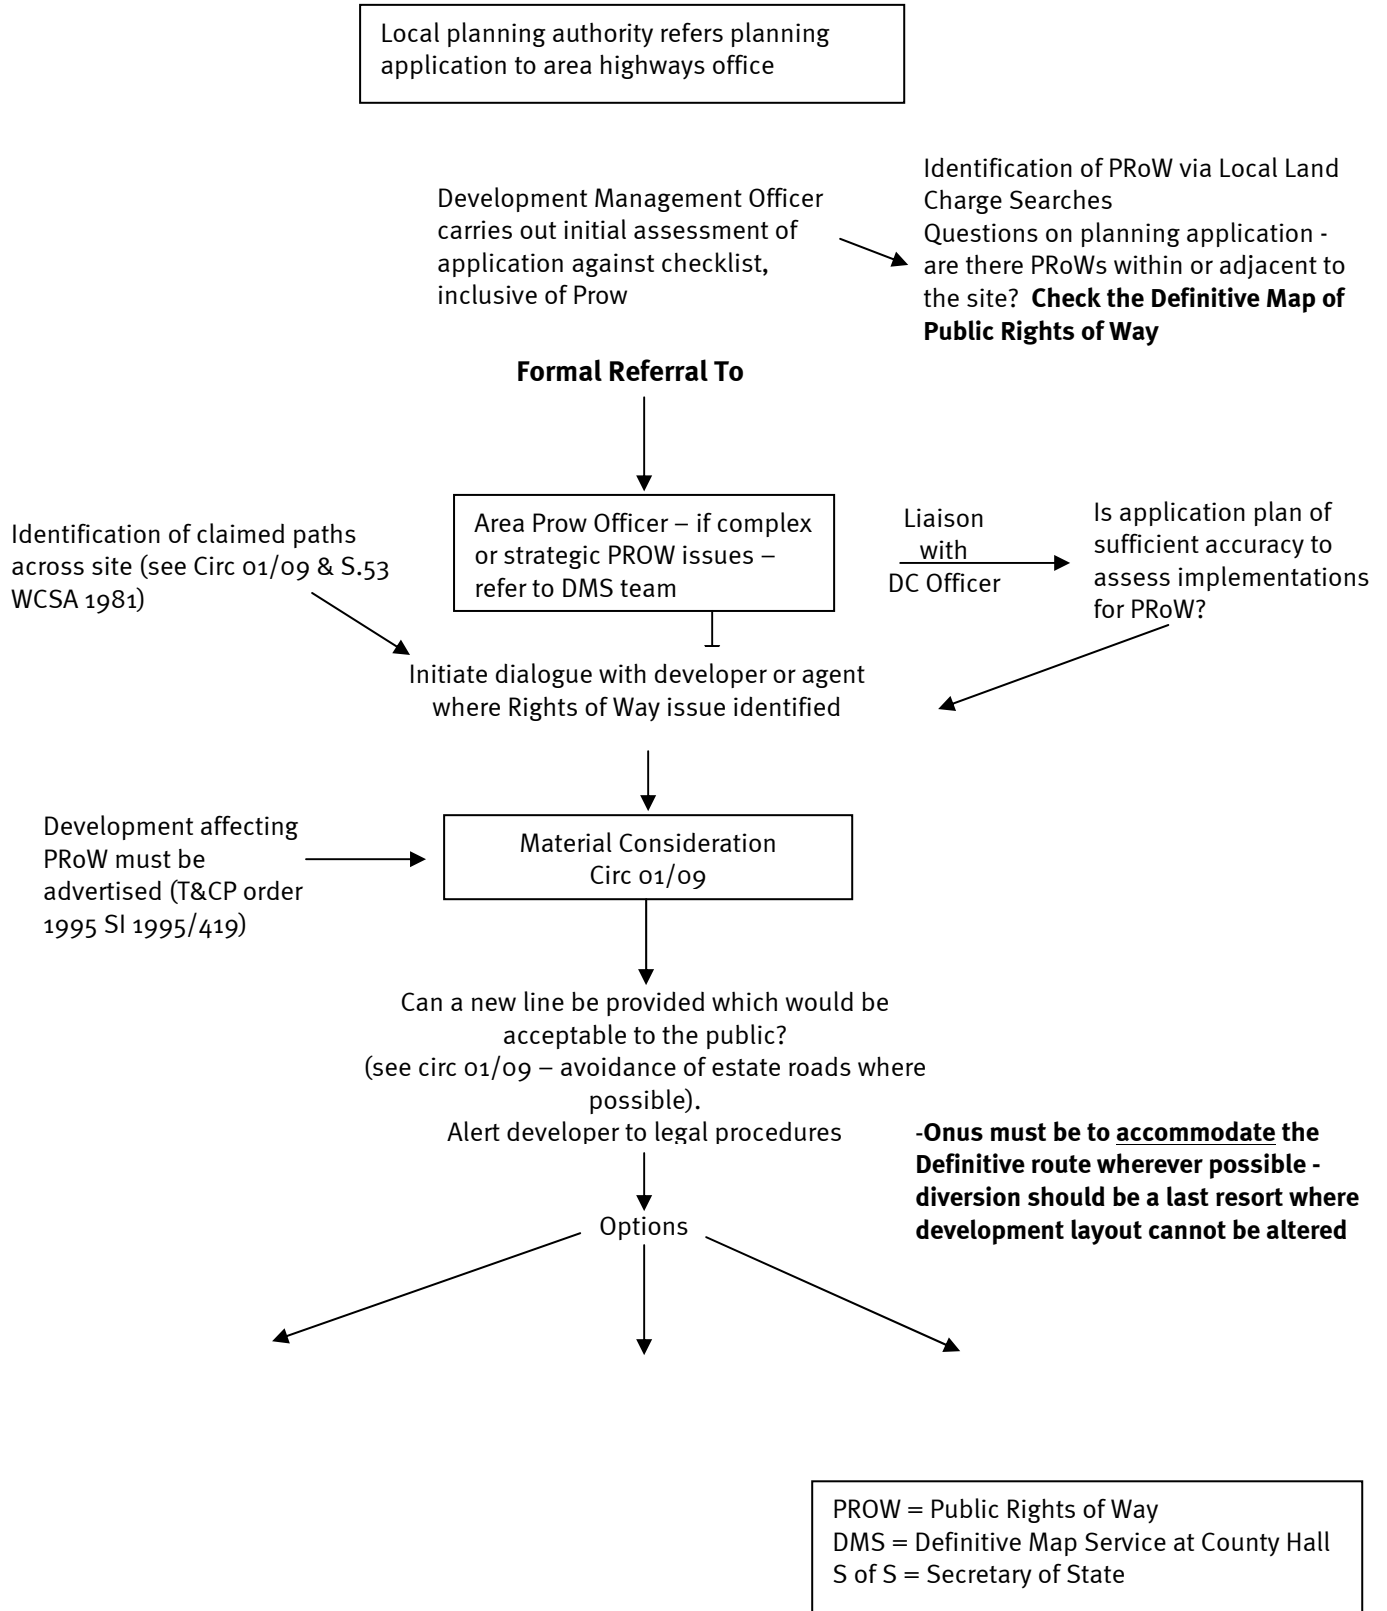 Local planning authority refers planning
application to area highways office
Development Management Officer
carries out initial assessment of
application against checklist,
inclusive of Prow
Identification of PRoW via Local Land
Charge Searches
Questions on planning application -
are there PRoWs within or adjacent to
the site?  Check the Definitive Map of
Public Rights of Way
Formal Referral To
Identification of claimed paths
across site (see Circ 01/09 & S.53
WCSA 1981)
Area Prow Officer – if complex
or strategic PROW issues –
refer to DMS team
Liaison
with
DC Officer
Is application plan of
sufficient accuracy to
assess implementations
for PRoW?
Initiate dialogue with developer or agent
where Rights of Way issue identified
Development affecting
PRoW must be
advertised (T&CP order
1995 SI 1995/419)
Material Consideration
Circ 01/09
Can a new line be provided which would be
acceptable to the public?
(see circ 01/09 – avoidance of estate roads where
possible).
Alert developer to legal procedures
-Onus must be to accommodate the
Definitive route wherever possible -
diversion should be a last resort where
development layout cannot be altered
Options
PROW = Public Rights of Way
DMS = Definitive Map Service at County Hall
S of S = Secretary of State